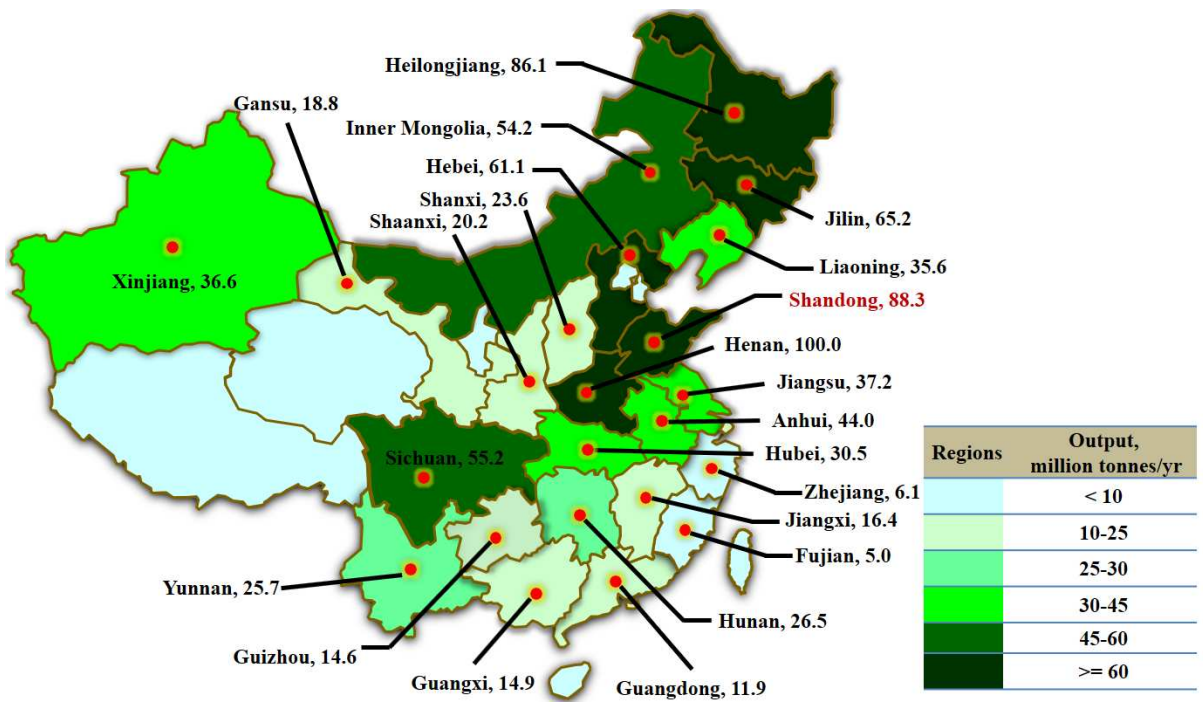 Heilongjiang, 86.1
Gansu, 18.8
Inner Mongolia, 54.2
Hebei, 61.1
Shanxi, 23.6
Shaanxi, 20.2
Jilin, 65.2
Xinjiang, 36.6
Liaoning, 35.6
Shandong, 88.3
Henan, 100.0
Jiangsu, 37.2
Anhui, 44.0
Hubei, 30.5
Sichuan, 55.2
Zhejiang, 6.1
Jiangxi, 16.4
Fujian, 5.0
Yunnan, 25.7
Hunan, 26.5
Guizhou, 14.6
Guangxi, 14.9
Guangdong, 11.9
Regions Output, million tonnes/yr
< 10
10-25
25-30
30-45
45-60
>= 60